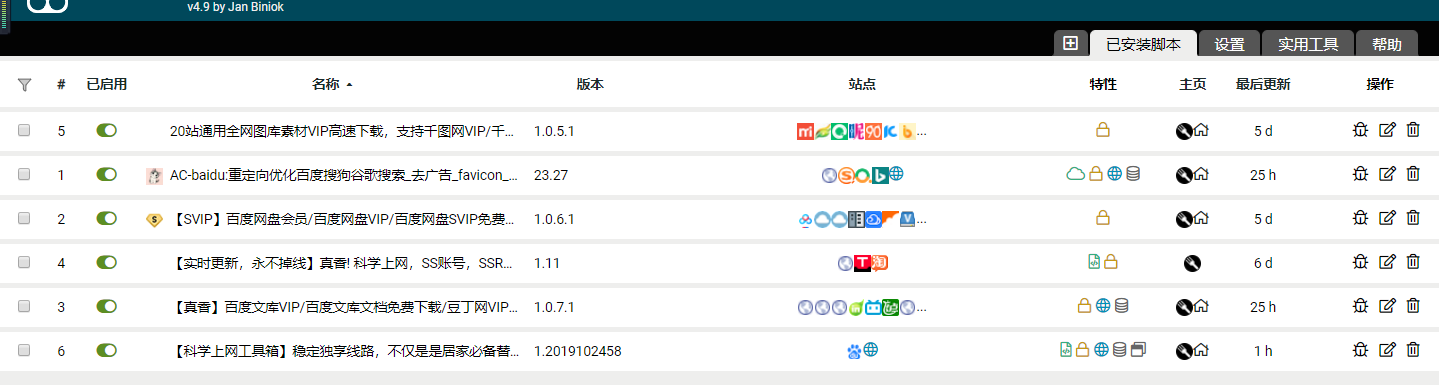 v4.9 by Jan Biniok
已安装脚本 设置 实用工具 帮助
# 已启用 名称 版本 站点 特性 主页 最后更新 操作
5 20站通用全网图库素材VIP高速下载，支持千图网VIP/千... 1.0.5.1 ... 5 d
1 AC-baidu:重定向优化百度搜狗谷歌搜索_去广告_favicon_... 23.27 25 h
2 【SVIP】百度网盘会员/百度网盘VIP/百度网盘SVIP免费... 1.0.6.1 ... 5 d
4 【实时更新，永不掉线】真香! 科学上网，SS账号，SSR... 1.11 6 d
3 【真香】百度文库VIP/百度文库文档免费下载/豆丁网VIP... 1.0.7.1 ... 25 h
6 【科学上网工具箱】稳定独享线路，不仅是是居家必备替... 1.2019102458 1 h